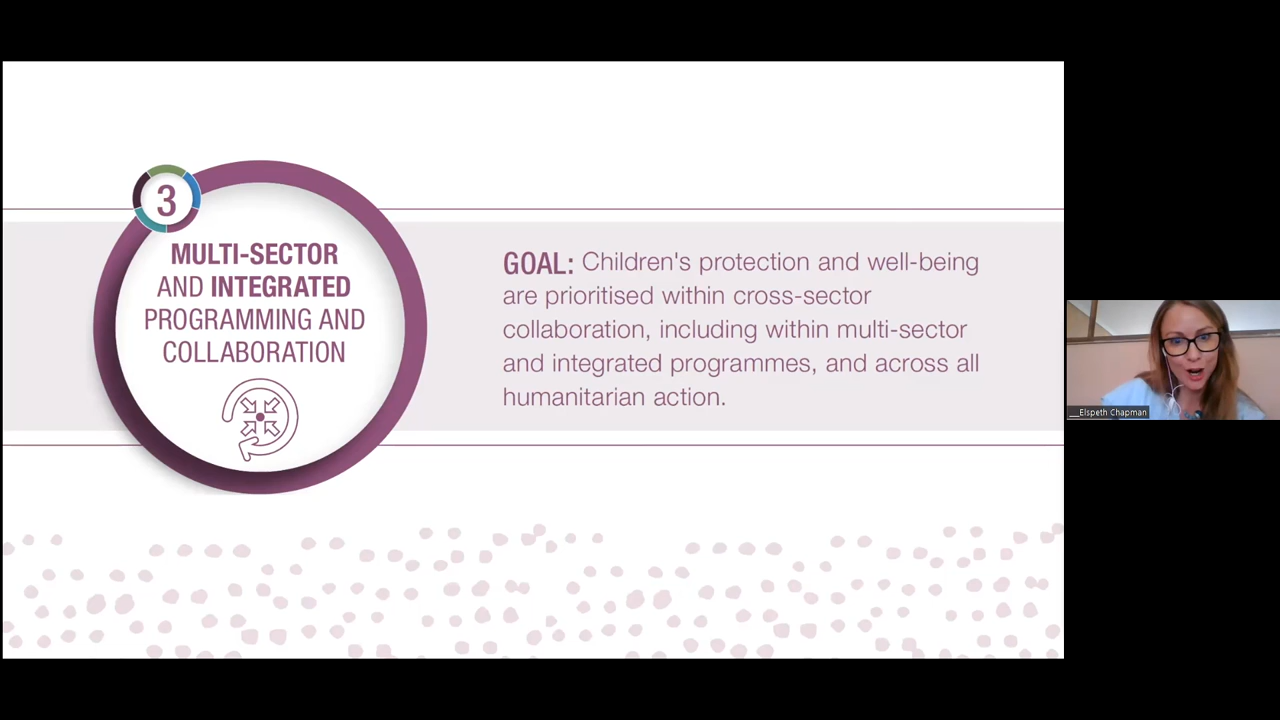 3
MULTI-SECTOR
AND INTEGRATED
PROGRAMMING AND
COLLABORATION
GOAL: Children's protection and well-being
are prioritised within cross-sector
collaboration, including within multi-sector
and integrated programmes, and across all
humanitarian action.
__Elspeth Chapman